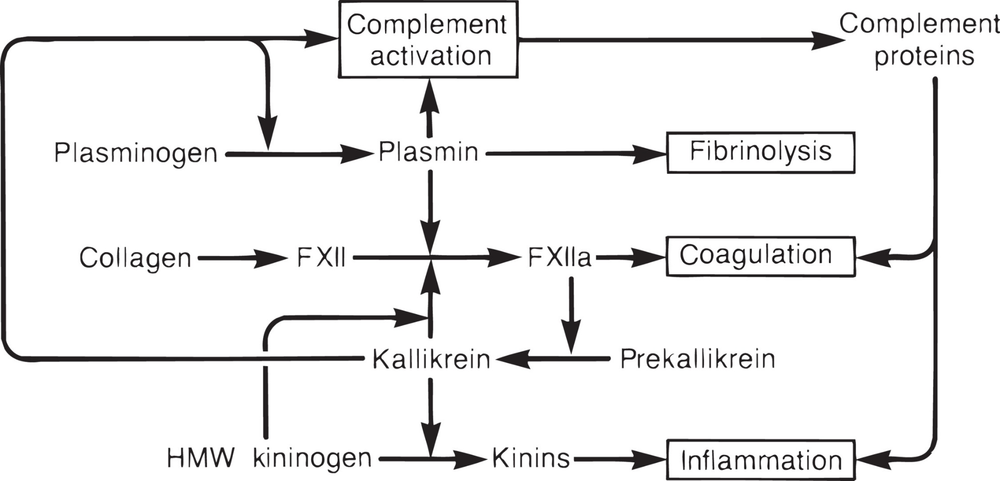 Complement
activation
Complement
proteins
Plasminogen
Plasmin
Fibrinolysis
Collagen
FXII
FXIIa
Coagulation
Kallikrein
Prekallikrein
HMW kininogen
Kinins
Inflammation